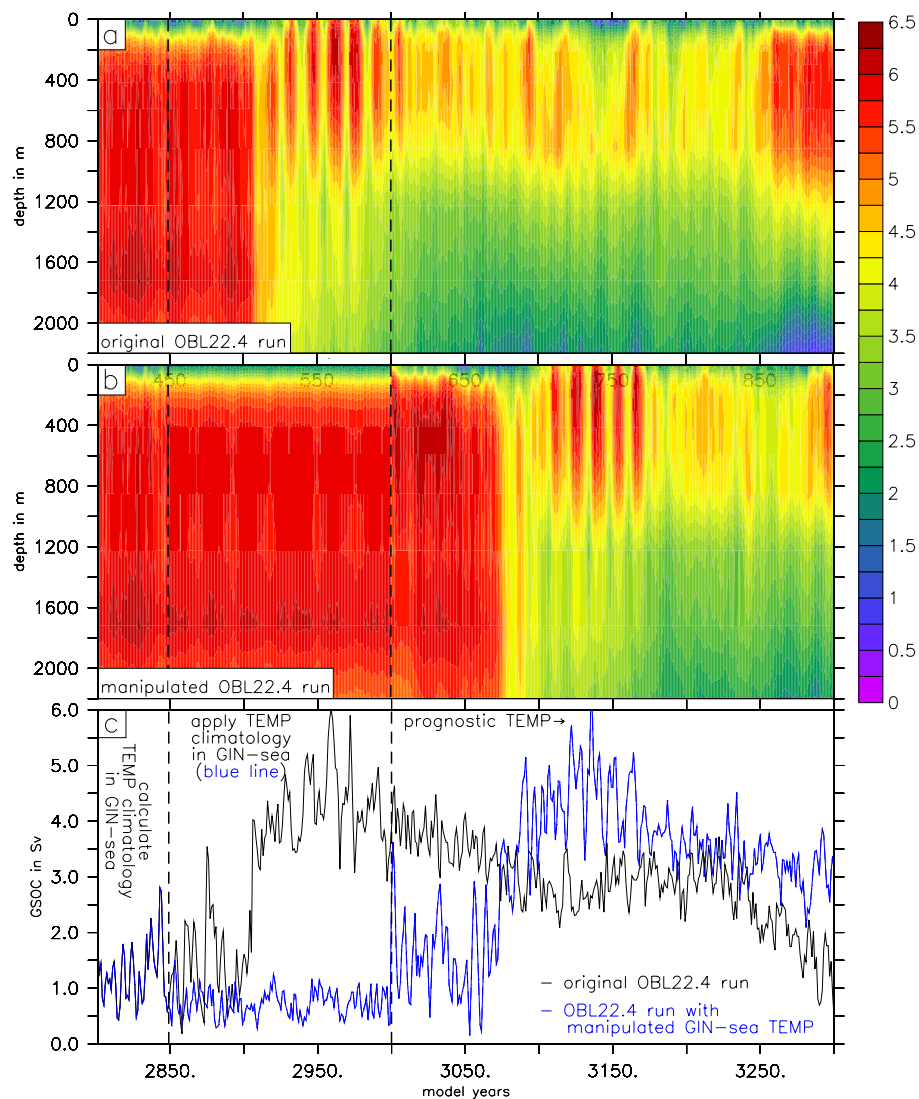 a
0
400
800
1200
1600
2000
depth in m
original OBL22.4 run
6.5
6
5.5
5
4.5
4
3.5
3
2.5
2
1.5
1
0.5
0
b
450
550
650
750
850
0
400
800
1200
1600
2000
depth in m
manipulated OBL22.4 run
c
6.0
5.0
4.0
3.0
2.0
1.0
0.0
GSOC in Sv
calculate
TEMP climatology
in GIN-sea
apply TEMP
climatology
in GIN-sea
(blue line)
prognostic TEMP→
– original OBL22.4 run
– OBL22.4 run with
manipulated GIN-sea TEMP
2850.
2950.
3050.
3150.
3250.
model years